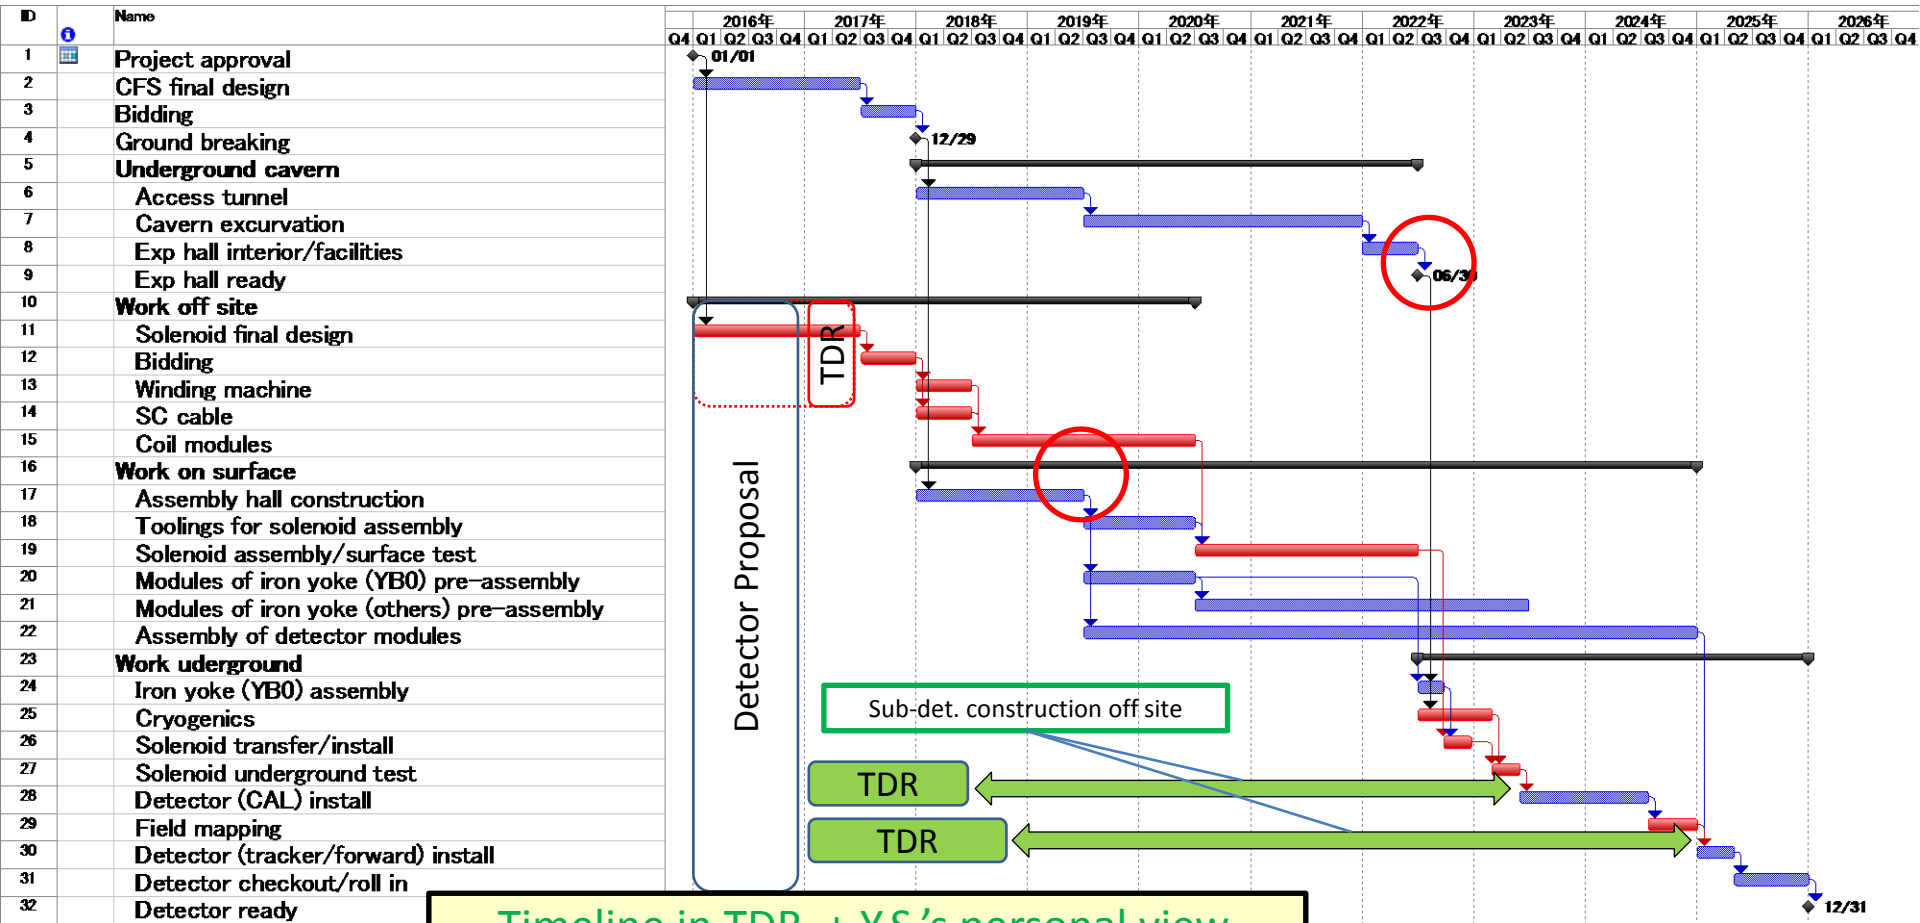 ID Name
2016年 2017年 2018年 2019年 2020年 2021年 2022年 2023年 2024年 2025年 2026年
Q4 Q1 Q2 Q3 Q4 Q1 Q2 Q3 Q4 Q1 Q2 Q3 Q4 Q1 Q2 Q3 Q4 Q1 Q2 Q3 Q4 Q1 Q2 Q3 Q4 Q1 Q2 Q3 Q4 Q1 Q2 Q3 Q4 Q1 Q2 Q3 Q4 Q1 Q2 Q3 Q4 Q1 Q2 Q3 Q4
1 Project approval 01/01
2 CFS final design
3 Bidding
4 Ground breaking 12/29
5 Underground cavern
6 Access tunnel
7 Cavern excurvation
8 Exp hall interior/facilities
9 Exp hall ready 06/30
10 Work off site
11 Solenoid final design
12 Bidding
13 Winding machine
14 SC cable
15 Coil modules
16 Work on surface
17 Assembly hall construction
18 Toolings for solenoid assembly
19 Solenoid assembly/surface test
20 Modules of iron yoke (YB0) pre-assembly
21 Modules of iron yoke (others) pre-assembly
22 Assembly of detector modules
23 Work uderground
24 Iron yoke (YB0) assembly
25 Cryogenics
26 Solenoid transfer/install
27 Solenoid underground test
28 Detector (CAL) install
29 Field mapping
30 Detector (tracker/forward) install
31 Detector checkout/roll in
32 Detector ready 12/31
TDR
Detector Proposal
Sub-det. construction off site
TDR
TDR
Timeline in TDR + Y.S.'s personal view